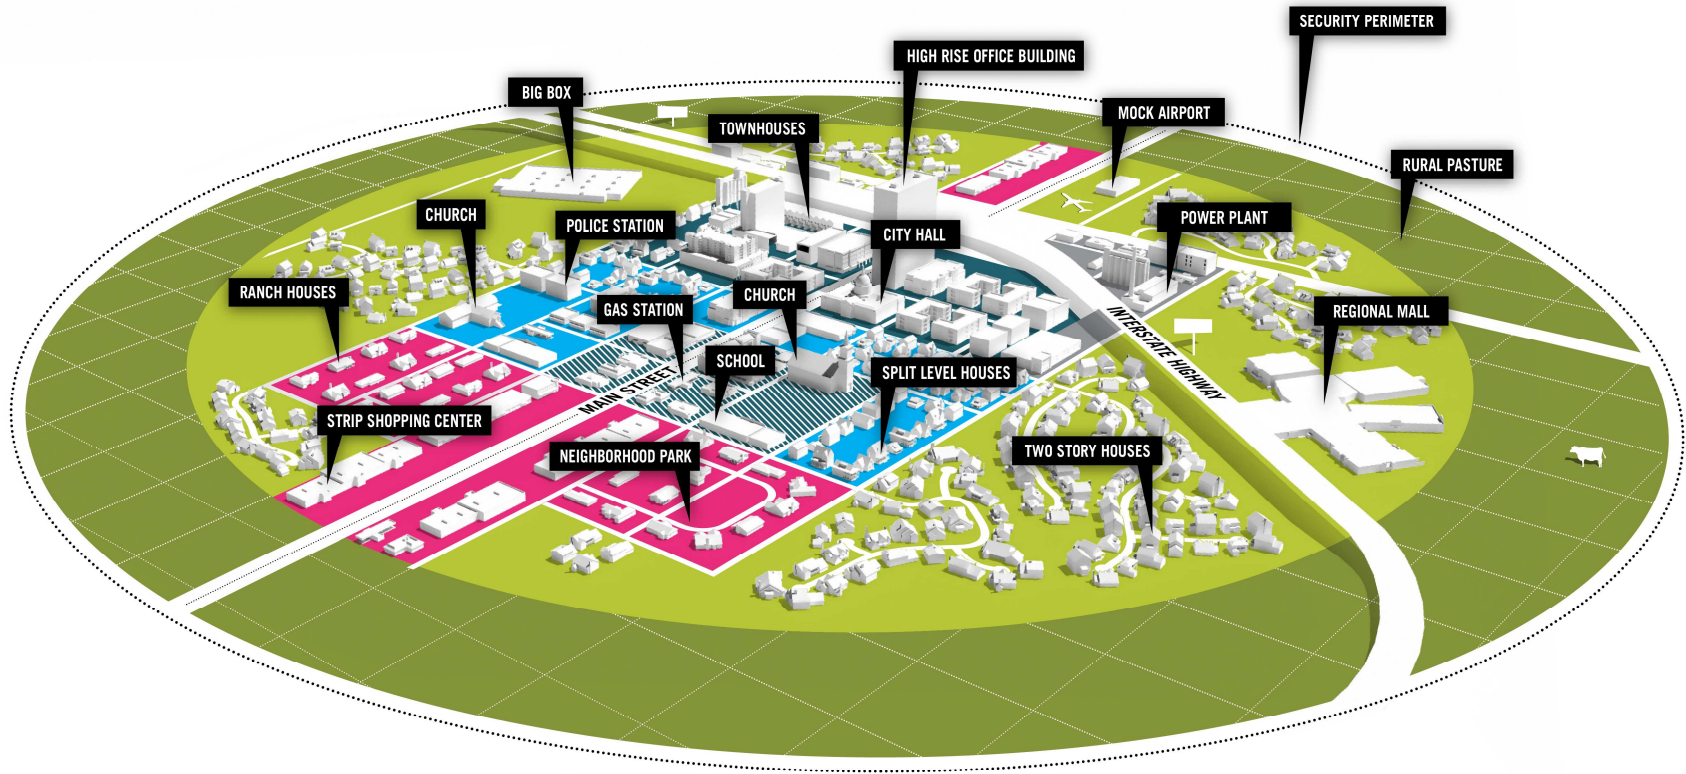 SECURITY PERIMETER
HIGH RISE OFFICE BUILDING
BIG BOX
MOCK AIRPORT
TOWNHOUSES
RURAL PASTURE
CHURCH
POLICE STATION
POWER PLANT
CITY HALL
RANCH HOUSES
CHURCH
GAS STATION
REGIONAL MALL
INTERSTATE HIGHWAY
SCHOOL
SPLIT LEVEL HOUSES
MAIN STREET
STRIP SHOPPING CENTER
TWO STORY HOUSES
NEIGHBORHOOD PARK